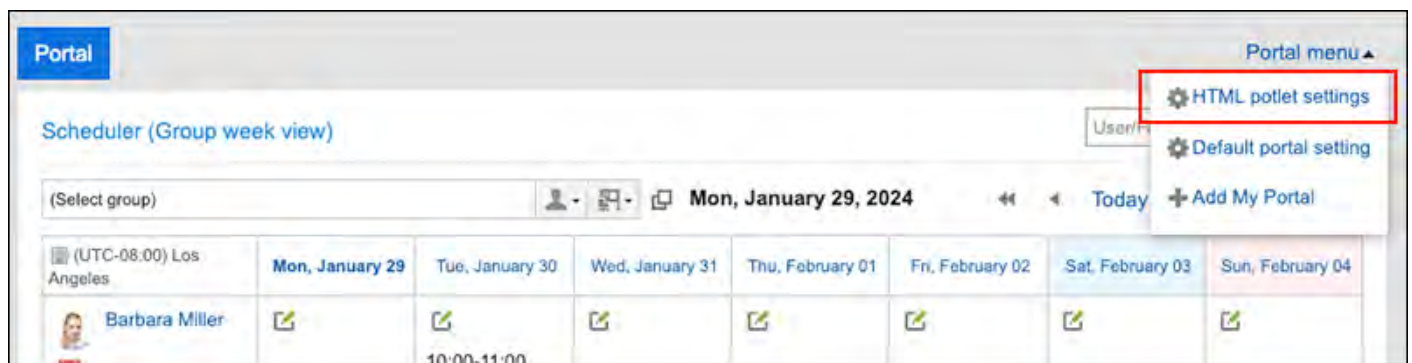 Portal
Portal menu
HTML potlet settings
Scheduler (Group week view)
Default portal setting
(Select group)
Mon, January 29, 2024
Today
Add My Portal
(UTC-08:00) Los
Angeles
Mon, January 29
Tue, January 30
Wed, January 31
Thu, February 01
Fri, February 02
Sat, February 03
Sun, February 04
Barbara Miller
10:00-11:00